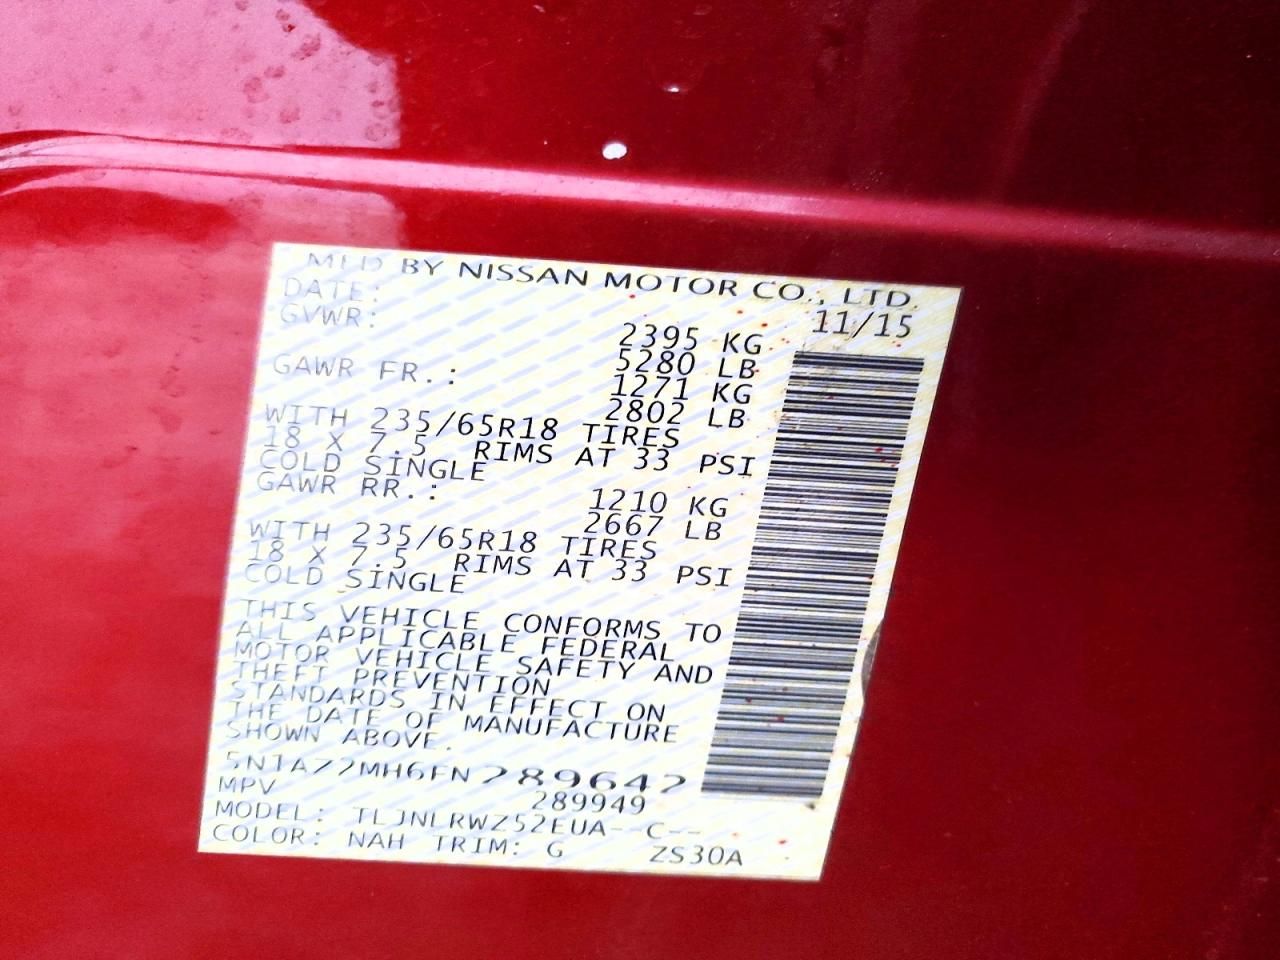 MFD BY NISSAN MOTOR CO., LTD.
DATE: 11/15
GVWR: 2395 KG
5280 LB
GAWR FR.: 1271 KG
2802 LB
WITH 235/65R18 TIRES
18 X 7.5 RIMS AT 33 PSI
COLD SINGLE
GAWR RR.: 1210 KG
2667 LB
WITH 235/65R18 TIRES
18 X 7.5 RIMS AT 33 PSI
COLD SINGLE
THIS VEHICLE CONFORMS TO
ALL APPLICABLE FEDERAL
MOTOR VEHICLE SAFETY AND
THEFT PREVENTION
STANDARDS IN EFFECT ON
THE DATE OF MANUFACTURE
SHOWN ABOVE.
5N1AZ2MH6FN289642
MPV 289949
MODEL: TLJNLRWZ52EUA--C--
COLOR: NAH TRIM: G ZS30A